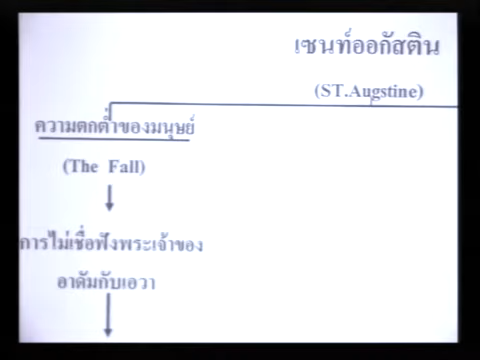 เซนท์ออกัสติน
(ST.Augstine)
ความตกต่ำของมนุษย์
(The Fall)
การไม่เชื่อฟังพระเจ้าของ
อาดัมกับเอวา